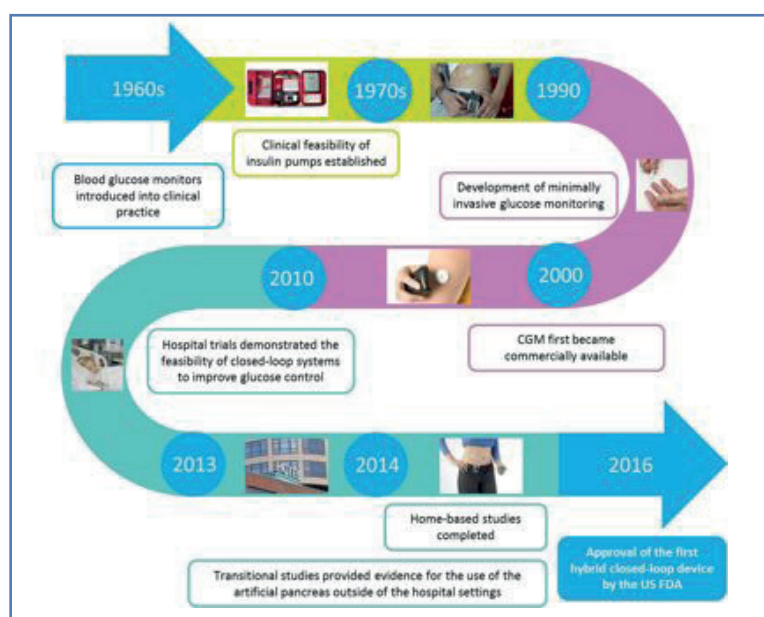 1960s
1970s
1990
Clinical feasibility of
insulin pumps established
Blood glucose monitors
introduced into clinical
practice
Development of minimally
invasive glucose monitoring
2010
2000
Hospital trials demonstrated the
feasibility of closed-loop systems
to improve glucose control
CGM first became
commercially available
2013
2014
2016
Home-based studies
completed
Transitional studies provided evidence for the use of the
artificial pancreas outside of the hospital settings
Approval of the first
hybrid closed-loop device
by the US FDA